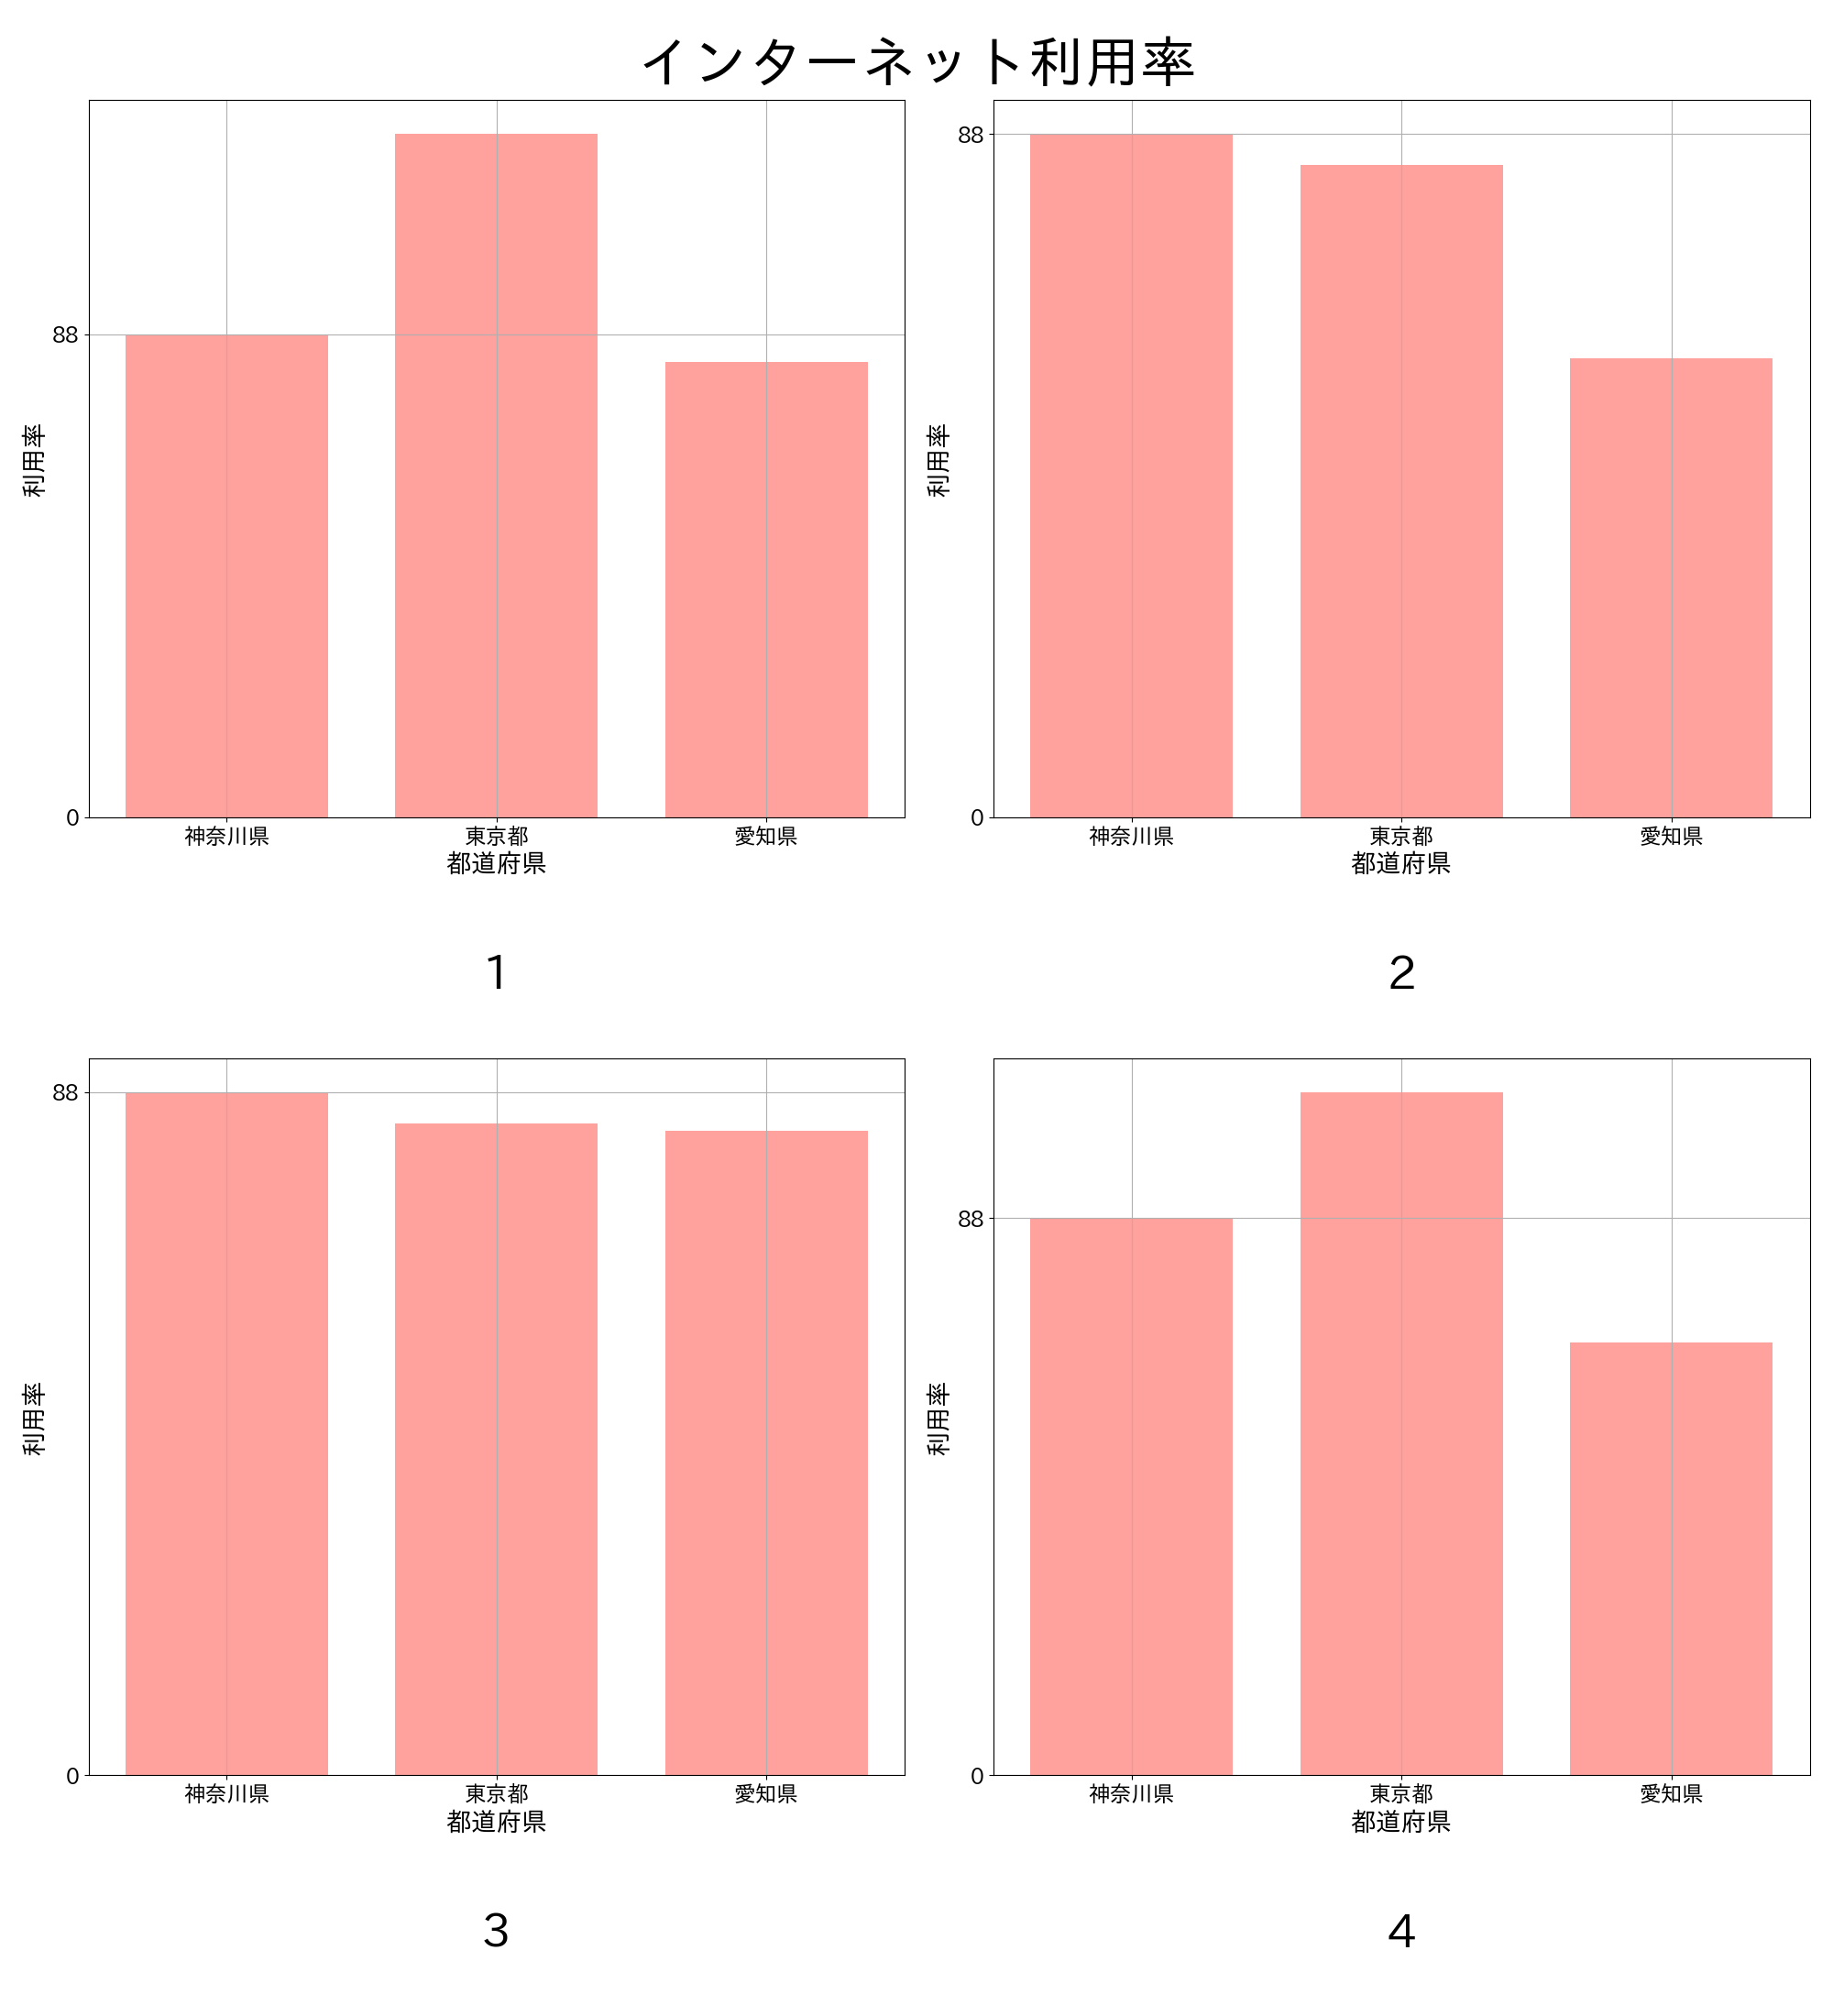 インターネット利用率
88
0
利用率
神奈川県 東京都 愛知県
都道府県
1
88
0
利用率
神奈川県 東京都 愛知県
都道府県
2
88
0
利用率
神奈川県 東京都 愛知県
都道府県
3
88
0
利用率
神奈川県 東京都 愛知県
都道府県
4